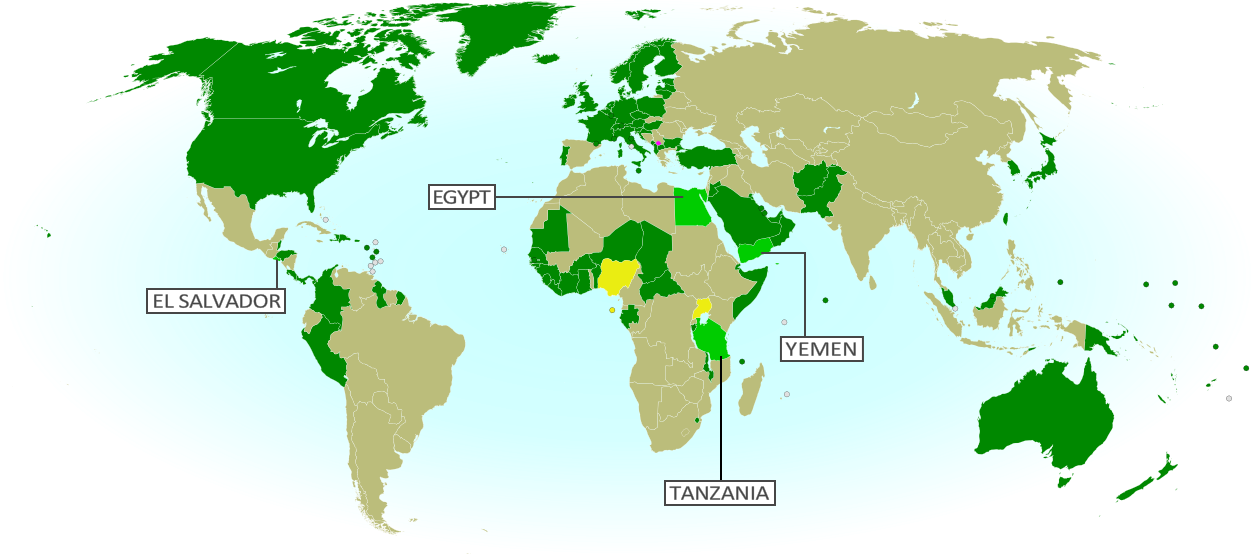 EGYPT
EL SALVADOR
YEMEN
TANZANIA